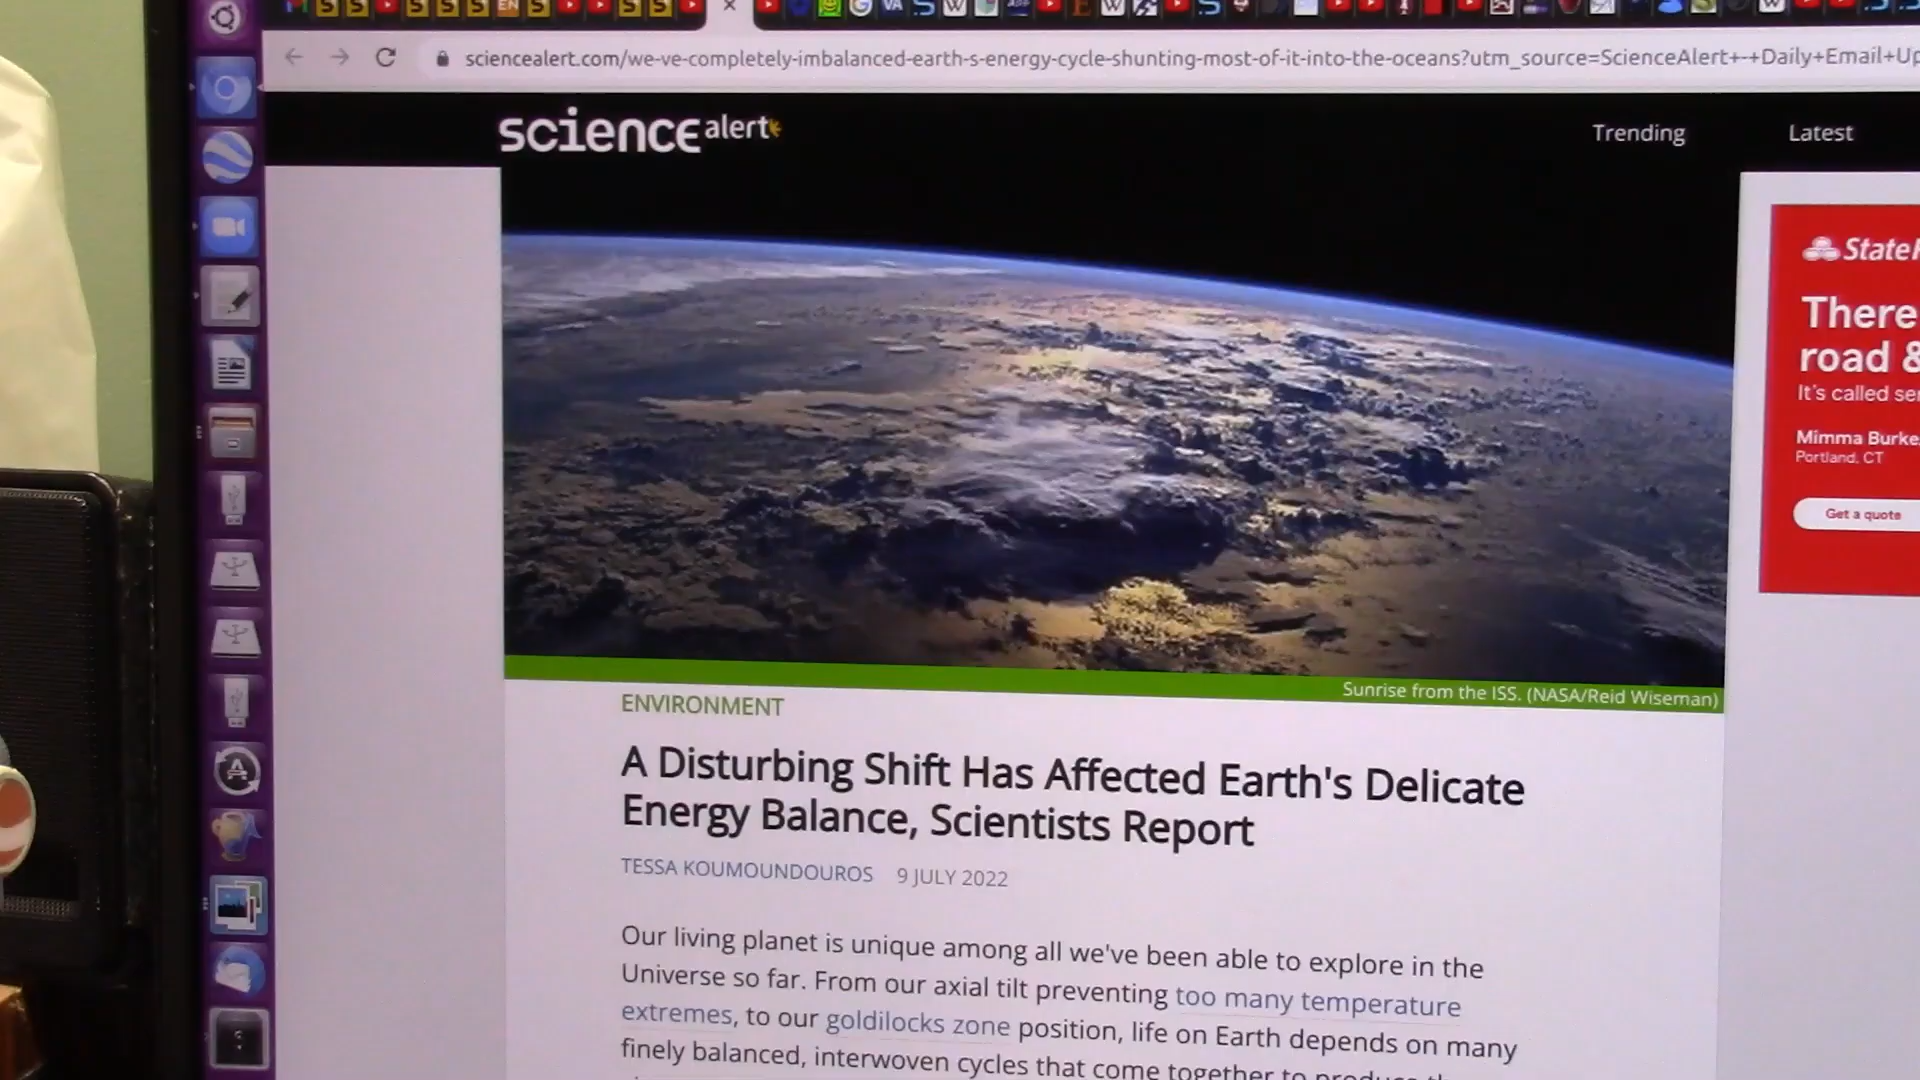 sciencealert.com/we-ve-completely-imbalanced-earth-s-energy-cycle-shunting-most-of-it-into-the-oceans?utm_source=ScienceAlert+-+Daily+Email+Up
science alert
Trending
Latest
State
There
road &
It's called
Mimma Burke
Portland, CT
Get a quote
Sunrise from the ISS. (NASA/Reid Wiseman)
ENVIRONMENT
A Disturbing Shift Has Affected Earth's Delicate
Energy Balance, Scientists Report
TESSA KOUMOUNDOUROS 9 JULY 2022
Our living planet is unique among all we've been able to explore in the
Universe so far. From our axial tilt preventing too many temperature
extremes, to our goldilocks zone position, life on Earth depends on many
finely balanced, interwoven cycles that come together to produce